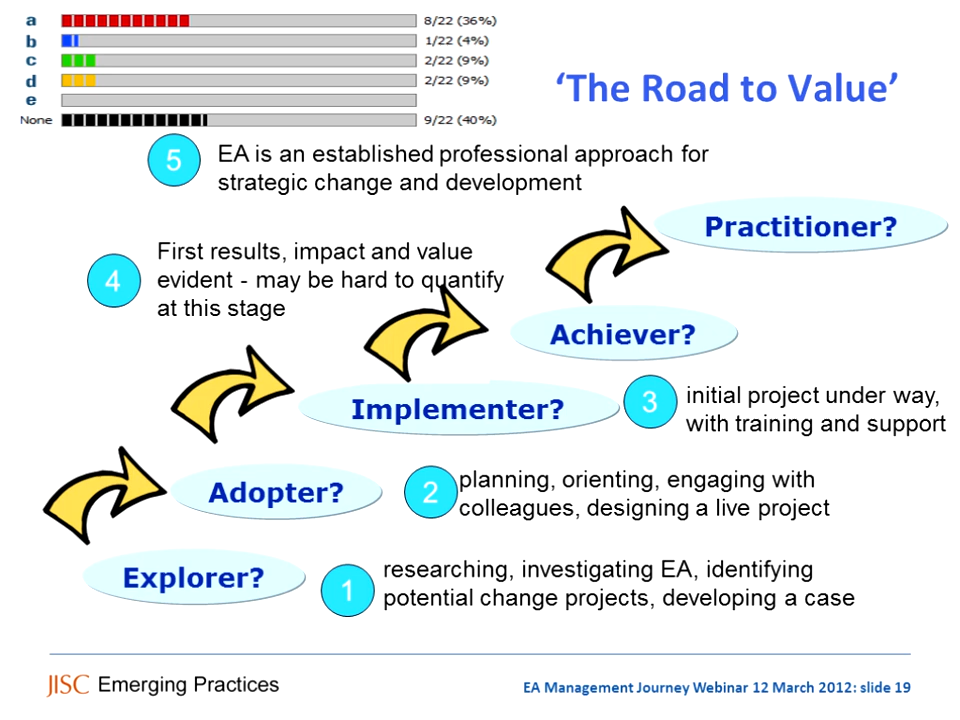 a 8/22 (36%)
b 1/22 (4%)
c 2/22 (9%)
d 2/22 (9%)
e
None 9/22 (40%)
‘The Road to Value’
5 EA is an established professional approach for
strategic change and development
Practitioner?
4 First results, impact and value
evident - may be hard to quantify
at this stage
Achiever?
Implementer?
3 initial project under way,
with training and support
Adopter?
2 planning, orienting, engaging with
colleagues, designing a live project
Explorer?
1 researching, investigating EA, identifying
potential change projects, developing a case
JISC Emerging Practices
EA Management Journey Webinar 12 March 2012: slide 19